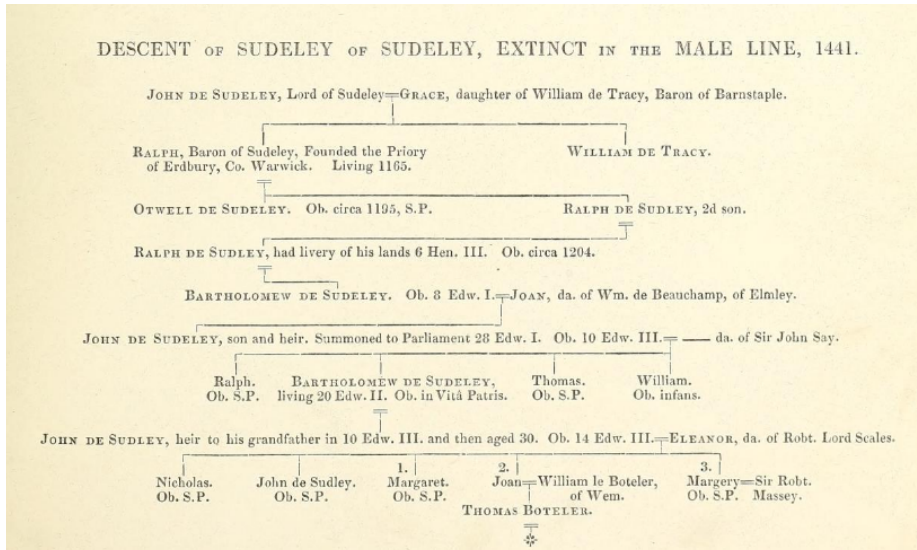 DESCENT OF SUDELEY OF SUDELEY, EXTINCT IN THE MALE LINE, 1441.
JOHN DE SUDELEY, Lord of Sudeley=GRACE, daughter of William de Tracy, Baron of Barnstaple.
RALPH, Baron of Sudeley, Founded the Priory
of Erdbury, Co. Warwick. Living 1165.
WILLIAM DE TRACY.
OTWELL DE SUDELEY. Ob. circa 1195, S.P.
RALPH DE SUDLEY, 2d son.
RALPH DE SUDLEY, had livery of his lands 6 Hen. III. Ob. circa 1204.
BARTHOLOMEW DE SUDELEY. Ob. 8 Edw. I.=JOAN, da. of Wm. de Beauchamp, of Elmley.
JOHN DE SUDELEY, son and heir. Summoned to Parliament 28 Edw. I. Ob. 10 Edw. III.= —— da. of Sir John Say.
Ralph.
Ob. S.P.
BARTHOLOMEW DE SUDELEY,
living 20 Edw. II. Ob. in Vitâ Patris.
Thomas.
Ob. S.P.
William.
Ob. infans.
JOHN DE SUDLEY, heir to his grandfather in 10 Edw. III. and then aged 30. Ob. 14 Edw. III.=ELEANOR, da. of Robt. Lord Scales.
Nicholas.
Ob. S.P.
John de Sudley.
Ob. S.P.
1.
Margaret.
Ob. S.P.
2.
Joan=William le Boteler,
of Wem.
THOMAS BOTELER.
3.
Margery=Sir Robt.
Ob. S.P. Massey.